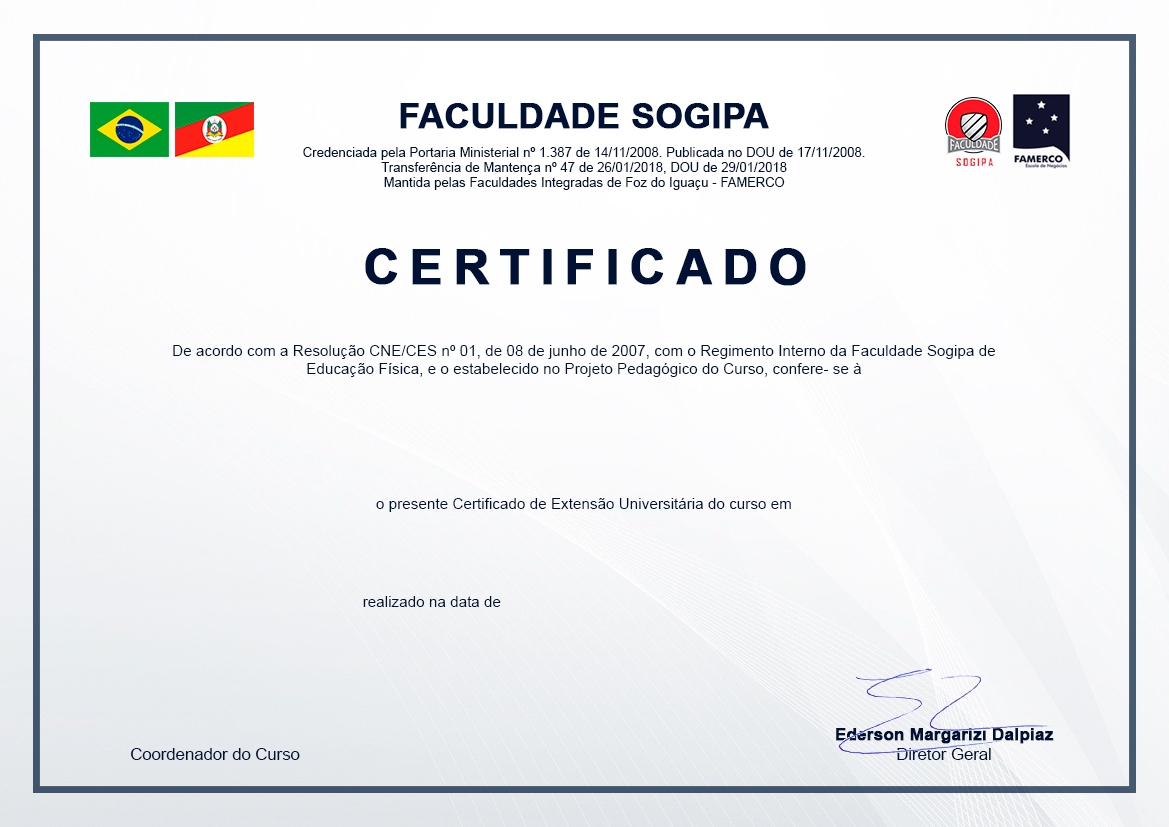 FACULDADE SOGIPA
Credenciada pela Portaria Ministerial nº 1.387 de 14/11/2008. Publicada no DOU de 17/11/2008.
Transferência de Mantença nº 47 de 26/01/2018, DOU de 29/01/2018
Mantida pelas Faculdades Integradas de Foz do Iguaçu - FAMERCO
FACULDADE
SOGIPA
FAMERCO
Escola de Negócios
CERTIFICADO
De acordo com a Resolução CNE/CES nº 01, de 08 de junho de 2007, com o Regimento Interno da Faculdade Sogipa de
Educação Física, e o estabelecido no Projeto Pedagógico do Curso, confere- se à
o presente Certificado de Extensão Universitária do curso em
realizado na data de
Coordenador do Curso
Ederson Margarizi Dalpiaz
Diretor Geral